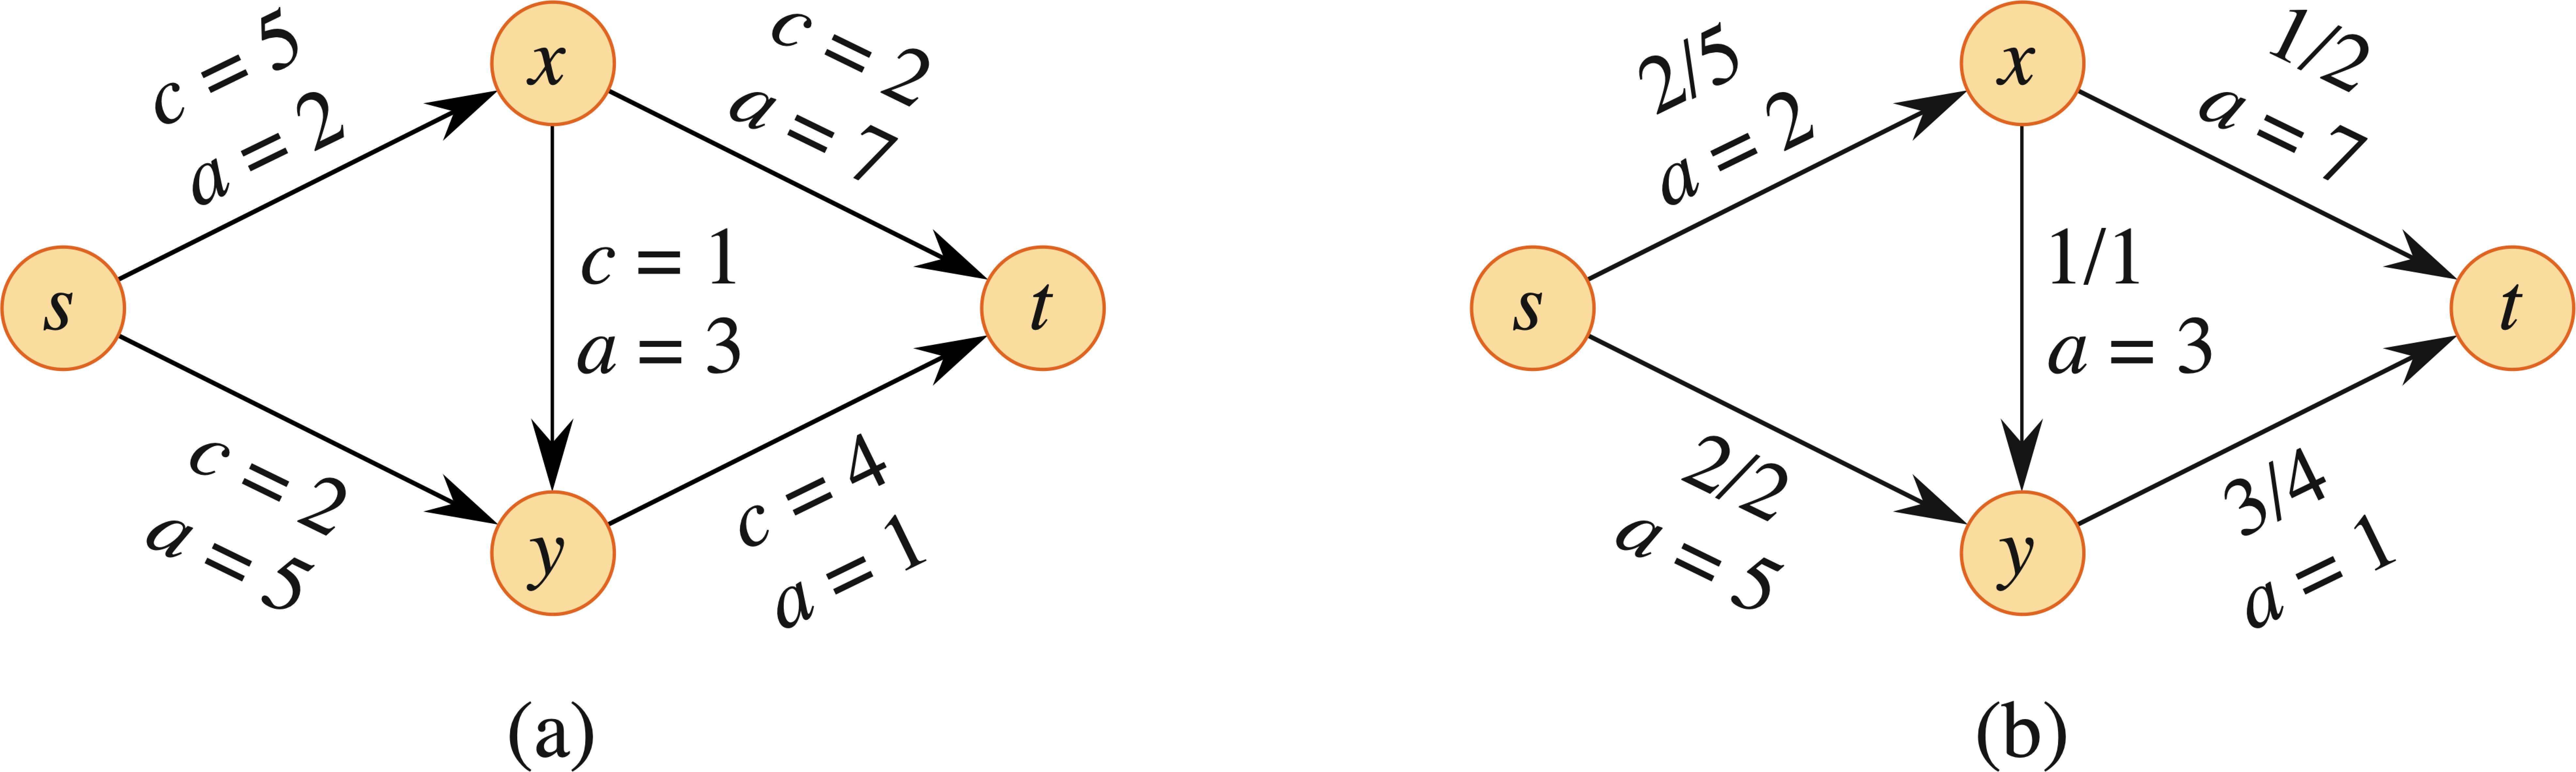 c = 5
a = 2
x
c = 2
a = 7
s
c = 1
a = 3
t
c = 2
a = 5
y
c = 4
a = 1
(a)
2/5
a = 2
x
1/2
a = 7
s
1/1
a = 3
t
2/2
a = 5
y
3/4
a = 1
(b)